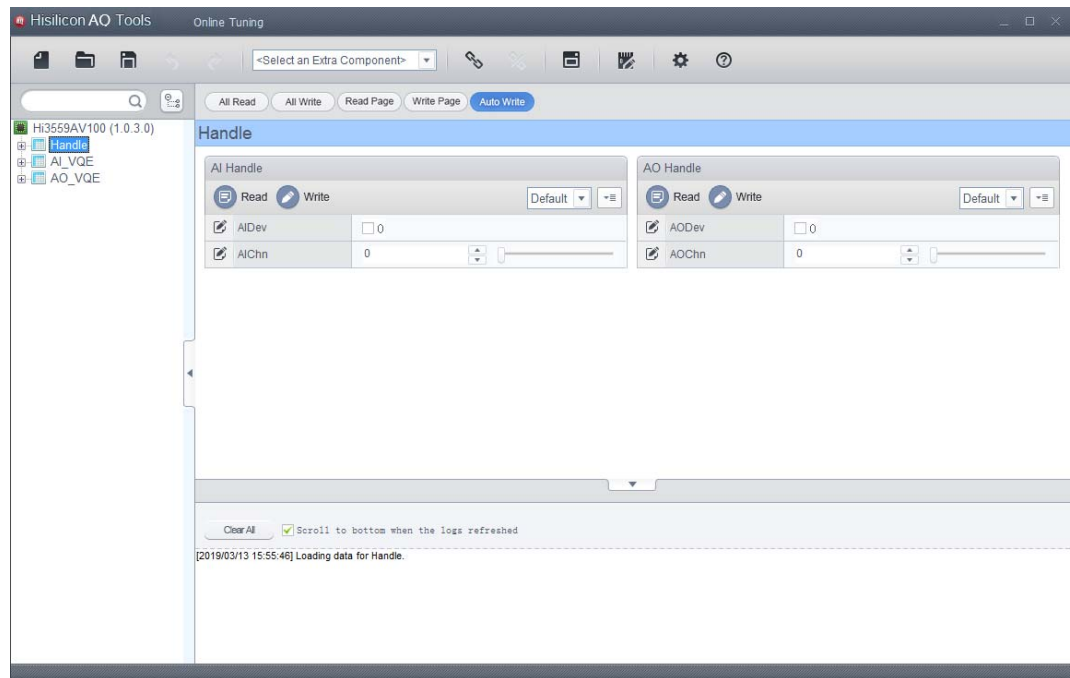 Hisilicon AQ Tools Online Tuning
<Select an Extra Component>
All Read All Write Read Page Write Page Auto Write
Hi3559AV100 (1.0.3.0)
Handle
AI_VQE
AO_VQE
Handle
AI Handle
Read Write Default
AIDev 0
AIChn 0
AO Handle
Read Write Default
AODev 0
AOChn 0
Clear All Scroll to bottom when the logs refreshed
[2019/03/13 15:55:46] Loading data for Handle.